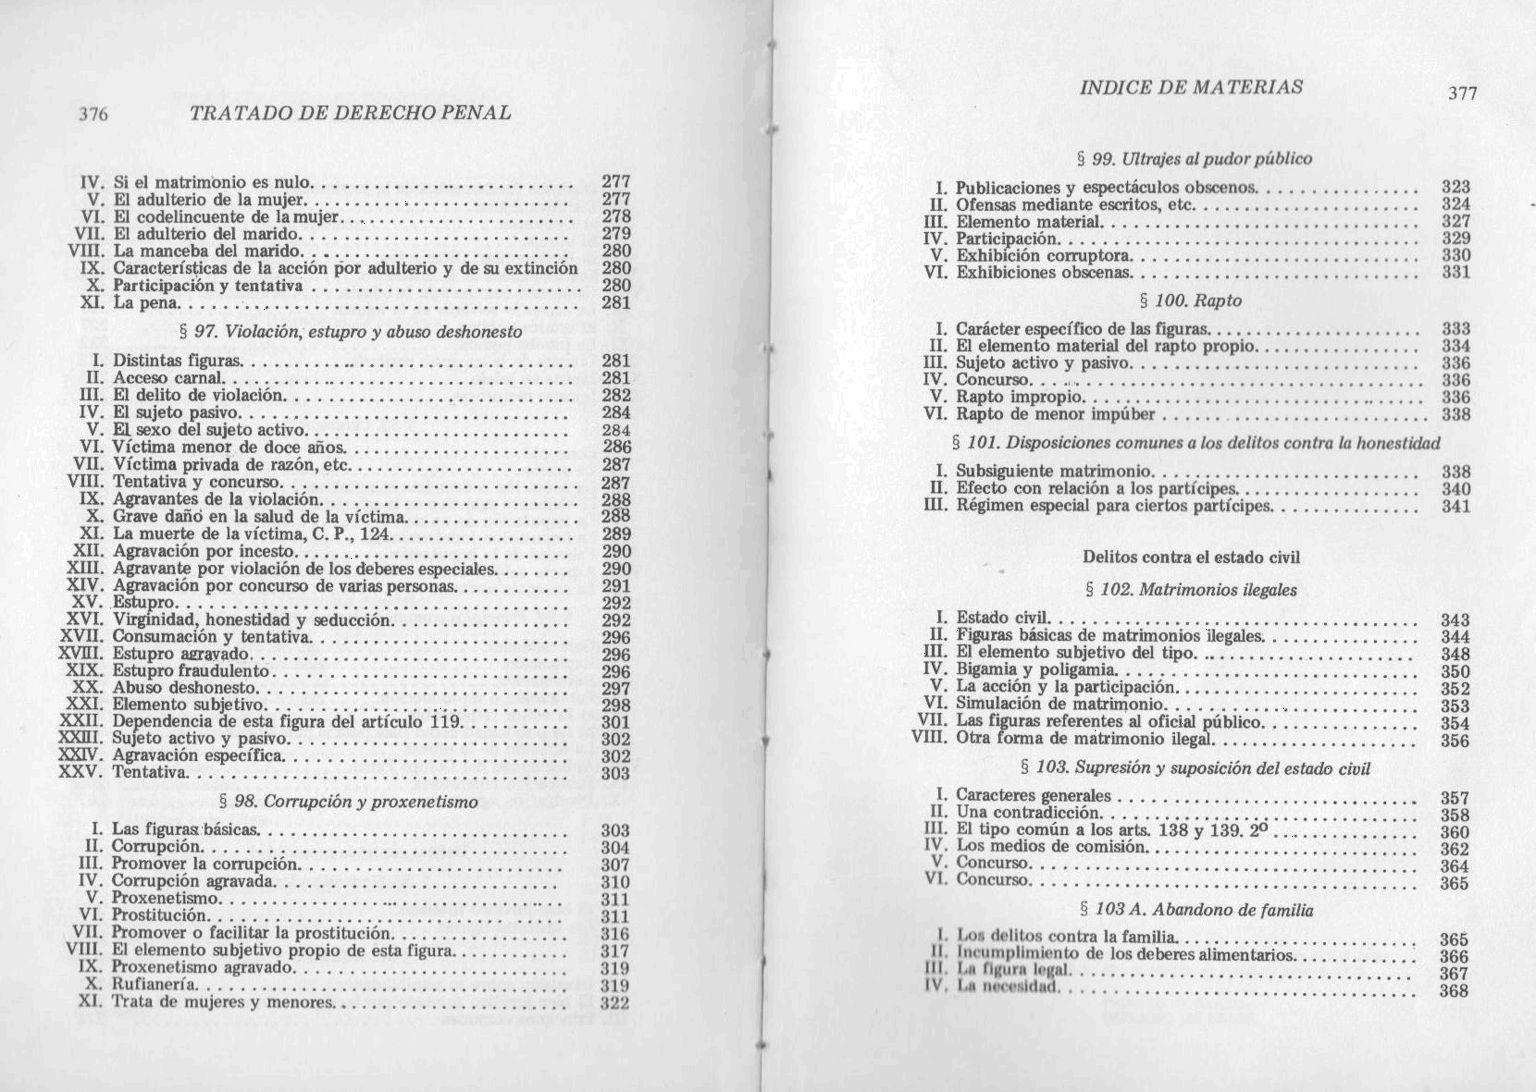 376 TRATADO DE DERECHO PENAL
IV. Si el matrimonio es nulo. . . . . . . . . . . . . . . . . . . . . . . . . . 277
V. El adulterio de la mujer. . . . . . . . . . . . . . . . . . . . . . . . . . 277
VI. El codelincuente de la mujer. . . . . . . . . . . . . . . . . . . . . . . 278
VII. El adulterio del marido. . . . . . . . . . . . . . . . . . . . . . . . . . 279
VIII. La manceba del marido. . . . . . . . . . . . . . . . . . . . . . . . . . 280
IX. Características de la acción por adulterio y de su extinción 280
X. Participación y tentativa . . . . . . . . . . . . . . . . . . . . . . . . . 280
XI. La pena. . . . . . . . . . . . . . . . . . . . . . . . . . . . . . . . . . . 281
§ 97. Violación, estupro y abuso deshonesto
I. Distintas figuras. . . . . . . . . . . . . . . . . . . . . . . . . . . . . . 281
II. Acceso carnal. . . . . . . . . . . . . . . . . . . . . . . . . . . . . . . 281
III. El delito de violación. . . . . . . . . . . . . . . . . . . . . . . . . . 282
IV. El sujeto pasivo. . . . . . . . . . . . . . . . . . . . . . . . . . . . . 284
V. El sexo del sujeto activo. . . . . . . . . . . . . . . . . . . . . . . . 284
VI. Víctima menor de doce años. . . . . . . . . . . . . . . . . . . . . 286
VII. Víctima privada de razón, etc. . . . . . . . . . . . . . . . . . . . 287
VIII. Tentativa y concurso. . . . . . . . . . . . . . . . . . . . . . . . . . 287
IX. Agravantes de la violación. . . . . . . . . . . . . . . . . . . . . . . 288
X. Grave daño en la salud de la víctima. . . . . . . . . . . . . . . . 288
XI. La muerte de la víctima, C. P., 124. . . . . . . . . . . . . . . . . 289
XII. Agravación por incesto. . . . . . . . . . . . . . . . . . . . . . . . . 290
XIII. Agravante por violación de los deberes especiales. . . . . . . . 290
XIV. Agravación por concurso de varias personas. . . . . . . . . . . 291
XV. Estupro. . . . . . . . . . . . . . . . . . . . . . . . . . . . . . . . . . . 292
XVI. Virginidad, honestidad y seducción. . . . . . . . . . . . . . . . . 292
XVII. Consumación y tentativa. . . . . . . . . . . . . . . . . . . . . . . 296
XVIII. Estupro agravado. . . . . . . . . . . . . . . . . . . . . . . . . . . . 296
XIX. Estupro fraudulento. . . . . . . . . . . . . . . . . . . . . . . . . . 296
XX. Abuso deshonesto. . . . . . . . . . . . . . . . . . . . . . . . . . . . 297
XXI. Elemento subjetivo. . . . . . . . . . . . . . . . . . . . . . . . . . . 298
XXII. Dependencia de esta figura del artículo 119. . . . . . . . . . . 301
XXIII. Sujeto activo y pasivo. . . . . . . . . . . . . . . . . . . . . . . . . 302
XXIV. Agravación específica. . . . . . . . . . . . . . . . . . . . . . . . . . 302
XXV. Tentativa. . . . . . . . . . . . . . . . . . . . . . . . . . . . . . . . . . 303
§ 98. Corrupción y proxenetismo
I. Las figuras básicas. . . . . . . . . . . . . . . . . . . . . . . . . . . . 303
II. Corrupción. . . . . . . . . . . . . . . . . . . . . . . . . . . . . . . . . 304
III. Promover la corrupción. . . . . . . . . . . . . . . . . . . . . . . . 307
IV. Corrupción agravada. . . . . . . . . . . . . . . . . . . . . . . . . . 310
V. Proxenetismo. . . . . . . . . . . . . . . . . . . . . . . . . . . . . . . 311
VI. Prostitución. . . . . . . . . . . . . . . . . . . . . . . . . . . . . . . . 311
VII. Promover o facilitar la prostitución. . . . . . . . . . . . . . . . . 316
VIII. El elemento subjetivo propio de esta figura. . . . . . . . . . . . 317
IX. Proxenetismo agravado. . . . . . . . . . . . . . . . . . . . . . . . . 319
X. Rufianería. . . . . . . . . . . . . . . . . . . . . . . . . . . . . . . . . 319
XI. Trata de mujeres y menores. . . . . . . . . . . . . . . . . . . . . . 322
INDICE DE MATERIAS 377
§ 99. Ultrajes al pudor público
I. Publicaciones y espectáculos obscenos. . . . . . . . . . . . . . . 323
II. Ofensas mediante escritos, etc. . . . . . . . . . . . . . . . . . . . 324
III. Elemento material. . . . . . . . . . . . . . . . . . . . . . . . . . . . 327
IV. Participación. . . . . . . . . . . . . . . . . . . . . . . . . . . . . . . . 329
V. Exhibición corruptora. . . . . . . . . . . . . . . . . . . . . . . . . . 330
VI. Exhibiciones obscenas. . . . . . . . . . . . . . . . . . . . . . . . . . 331
§ 100. Rapto
I. Carácter específico de las figuras. . . . . . . . . . . . . . . . . . . 333
II. El elemento material del rapto propio. . . . . . . . . . . . . . . 334
III. Sujeto activo y pasivo. . . . . . . . . . . . . . . . . . . . . . . . . . 336
IV. Concurso. . . . . . . . . . . . . . . . . . . . . . . . . . . . . . . . . . 336
V. Rapto impropio. . . . . . . . . . . . . . . . . . . . . . . . . . . . . . 336
VI. Rapto de menor impúber . . . . . . . . . . . . . . . . . . . . . . . 338
§ 101. Disposiciones comunes a los delitos contra la honestidad
I. Subsiguiente matrimonio. . . . . . . . . . . . . . . . . . . . . . . . 338
II. Efecto con relación a los partícipes. . . . . . . . . . . . . . . . . 340
III. Régimen especial para ciertos partícipes. . . . . . . . . . . . . . 341
Delitos contra el estado civil
§ 102. Matrimonios ilegales
I. Estado civil. . . . . . . . . . . . . . . . . . . . . . . . . . . . . . . . . 343
II. Figuras básicas de matrimonios ilegales. . . . . . . . . . . . . . 344
III. El elemento subjetivo del tipo. . . . . . . . . . . . . . . . . . . . 348
IV. Bigamia y poligamia. . . . . . . . . . . . . . . . . . . . . . . . . . . 350
V. La acción y la participación. . . . . . . . . . . . . . . . . . . . . . 352
VI. Simulación de matrimonio. . . . . . . . . . . . . . . . . . . . . . . 353
VII. Las figuras referentes al oficial público. . . . . . . . . . . . . . 354
VIII. Otra forma de matrimonio ilegal. . . . . . . . . . . . . . . . . . . 356
§ 103. Supresión y suposición del estado civil
I. Caracteres generales . . . . . . . . . . . . . . . . . . . . . . . . . . . 357
II. Una contradicción. . . . . . . . . . . . . . . . . . . . . . . . . . . . 358
III. El tipo común a los arts. 138 y 139. 2º . . . . . . . . . . . . . . 360
IV. Los medios de comisión. . . . . . . . . . . . . . . . . . . . . . . . 362
V. Concurso. . . . . . . . . . . . . . . . . . . . . . . . . . . . . . . . . . 364
VI. Concurso. . . . . . . . . . . . . . . . . . . . . . . . . . . . . . . . . . 365
§ 103 A. Abandono de familia
I. Los delitos contra la familia. . . . . . . . . . . . . . . . . . . . . . 365
II. Incumplimiento de los deberes alimentarios. . . . . . . . . . . . 366
III. La figura legal. . . . . . . . . . . . . . . . . . . . . . . . . . . . . . . 367
IV. La necesidad. . . . . . . . . . . . . . . . . . . . . . . . . . . . . . . . 368